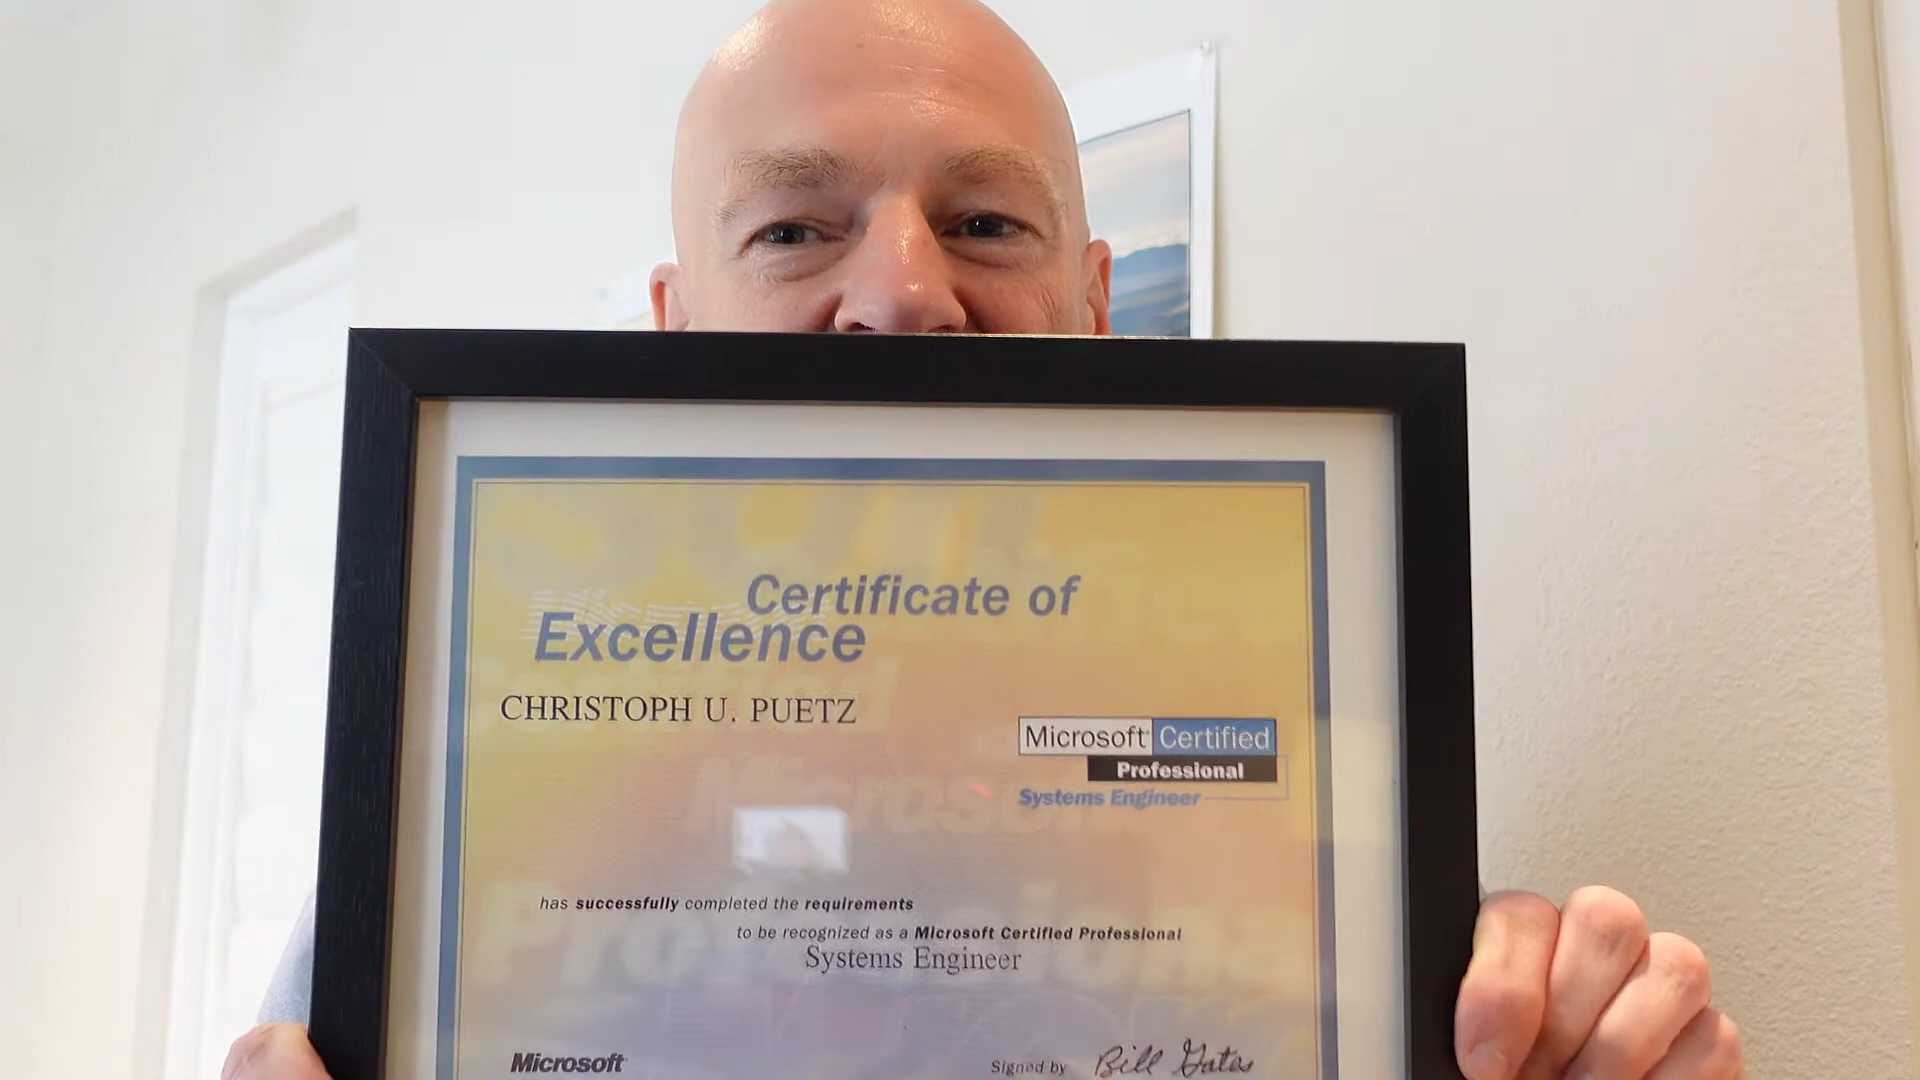 Certificate of
Excellence
CHRISTOPH U. PUETZ
Microsoft Certified
Professional
Systems Engineer
has successfully completed the requirements
to be recognized as a Microsoft Certified Professional
Systems Engineer
Microsoft
Signed by Bill Gates